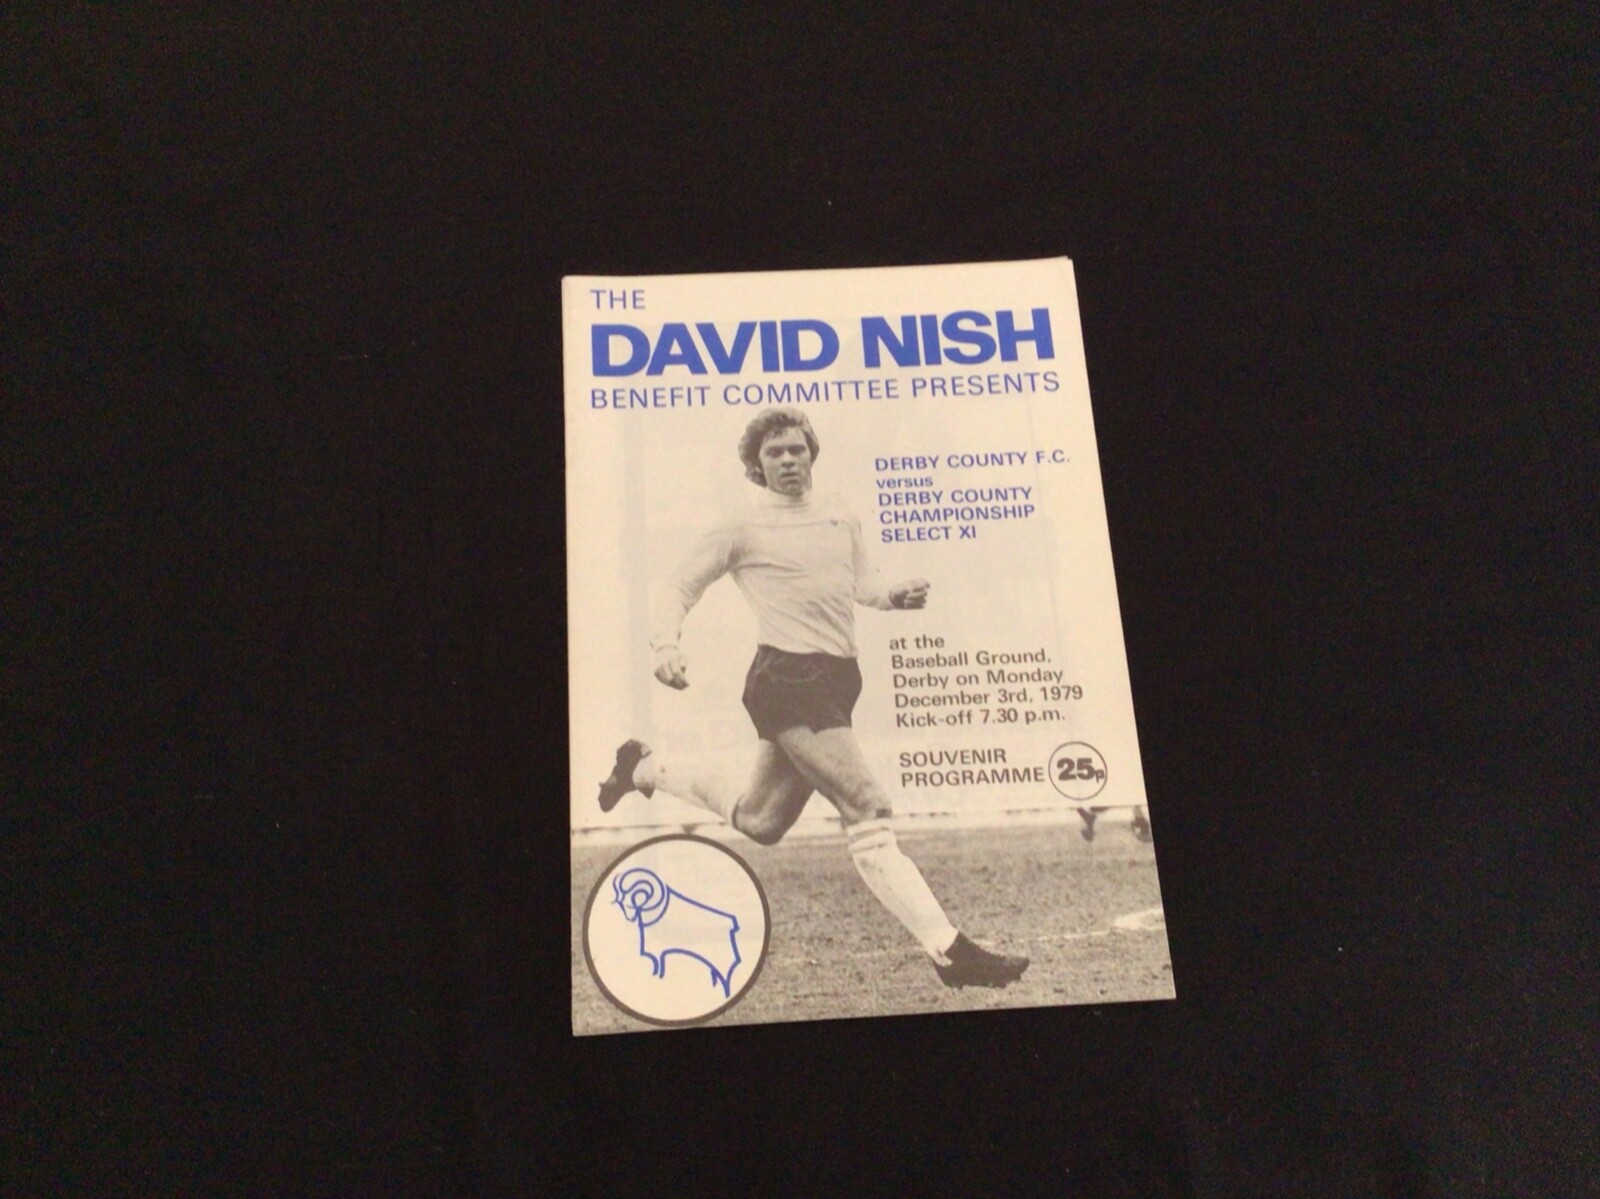 THE
DAVID NISH
BENEFIT COMMITTEE PRESENTS
DERBY COUNTY F.C.
versus
DERBY COUNTY
CHAMPIONSHIP
SELECT XI
at the
Baseball Ground,
Derby on Monday
December 3rd, 1979
Kick-off 7.30 p.m.
SOUVENIR
PROGRAMME 25p